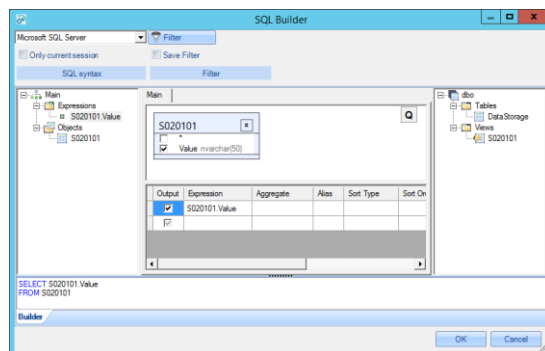 SQL Builder
Microsoft SQL Server
Filter
Only current session
Save Filter
SQL syntax
Filter
Main
Expressions
S020101.Value
Objects
S020101
Main
Q
S020101
*
Value nvarchar(50)
Output Expression Aggregate Alias Sort Type Sort Ord
S020101.Value
dbo
Tables
DataStorage
Views
S020101
SELECT S020101.Value
FROM S020101
Builder
OK Cancel